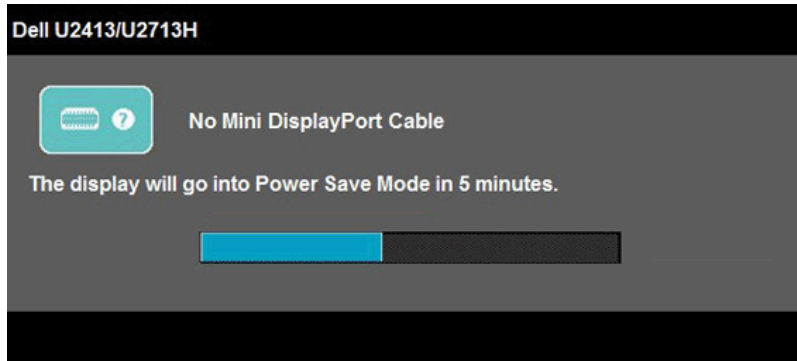 Dell U2413/U2713H
?
No Mini DisplayPort Cable
The display will go into Power Save Mode in 5 minutes.